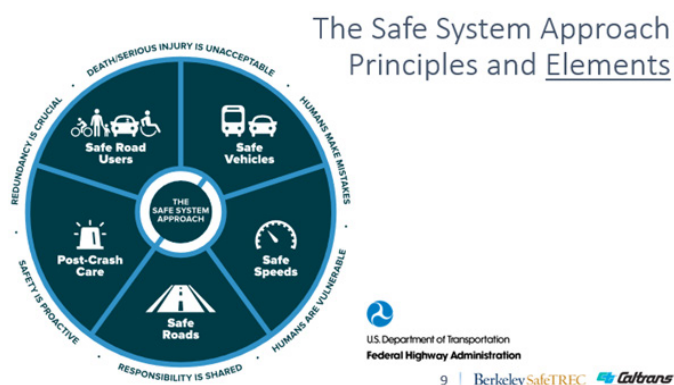 The Safe System Approach
Principles and Elements
DEATH/SERIOUS INJURY IS UNACCEPTABLE
HUMANS MAKE MISTAKES
HUMANS ARE VULNERABLE
RESPONSIBILITY IS SHARED
SAFETY IS PROACTIVE
REDUNDANCY IS CRUCIAL
Safe Road
Users
Safe
Vehicles
THE
SAFE SYSTEM
APPROACH
Post-Crash
Care
Safe
Speeds
Safe
Roads
U.S. Department of Transportation
Federal Highway Administration
9 | Berkeley SafeTREC ct Caltrans